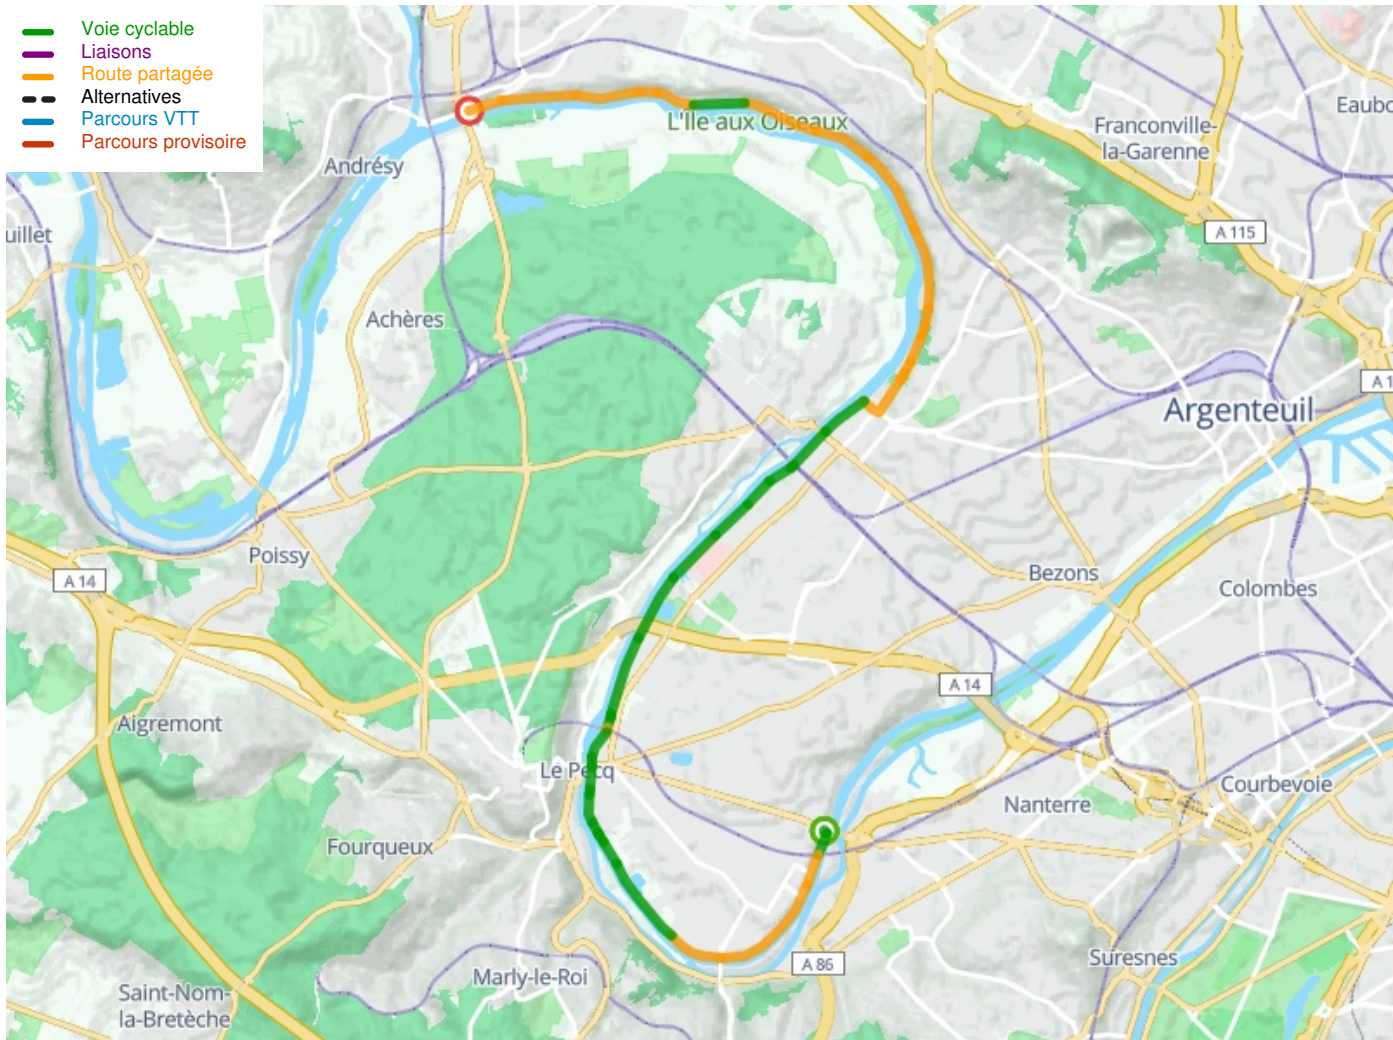 Voie cyclable
Liaisons
Route partagée
Alternatives
Parcours VTT
Parcours provisoire
Eaubo
L'Ile aux Oiseaux
Franconville-
la-Garenne
Andrésy
uillet
A 115
Achères
A 1
Argenteuil
Poissy
A 14
Bezons
Colombes
A 14
Aigremont
Le Pecq
Courbevoie
Nanterre
Fourqueux
Suresnes
A 86
Marly-le-Roi
Saint-Nom-
la-Bretèche